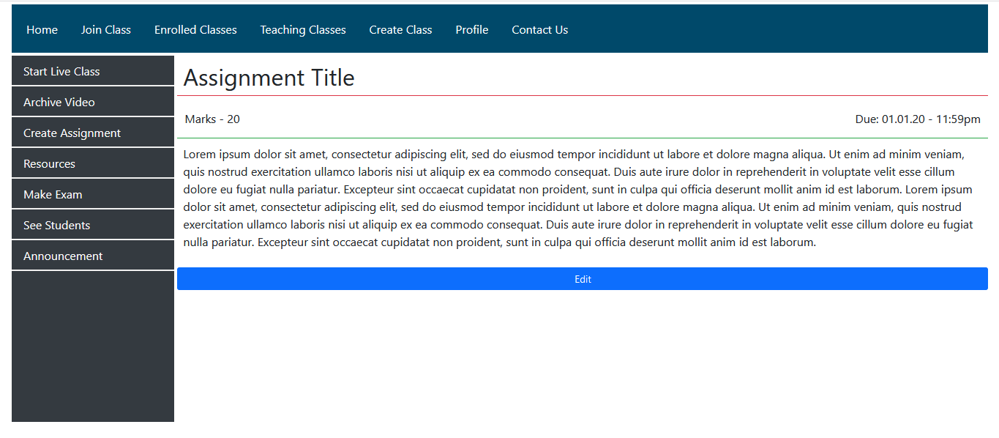 Home Join Class Enrolled Classes Teaching Classes Create Class Profile Contact Us
Start Live Class
Archive Video
Create Assignment
Resources
Make Exam
See Students
Announcement
Assignment Title
Marks - 20 Due: 01.01.20 - 11:59pm
Lorem ipsum dolor sit amet, consectetur adipiscing elit, sed do eiusmod tempor incididunt ut labore et dolore magna aliqua. Ut enim ad minim veniam,
quis nostrud exercitation ullamco laboris nisi ut aliquip ex ea commodo consequat. Duis aute irure dolor in reprehenderit in voluptate velit esse cillum
dolore eu fugiat nulla pariatur. Excepteur sint occaecat cupidatat non proident, sunt in culpa qui officia deserunt mollit anim id est laborum. Lorem ipsum
dolor sit amet, consectetur adipiscing elit, sed do eiusmod tempor incididunt ut labore et dolore magna aliqua. Ut enim ad minim veniam, quis nostrud
exercitation ullamco laboris nisi ut aliquip ex ea commodo consequat. Duis aute irure dolor in reprehenderit in voluptate velit esse cillum dolore eu fugiat
nulla pariatur. Excepteur sint occaecat cupidatat non proident, sunt in culpa qui officia deserunt mollit anim id est laborum.
Edit